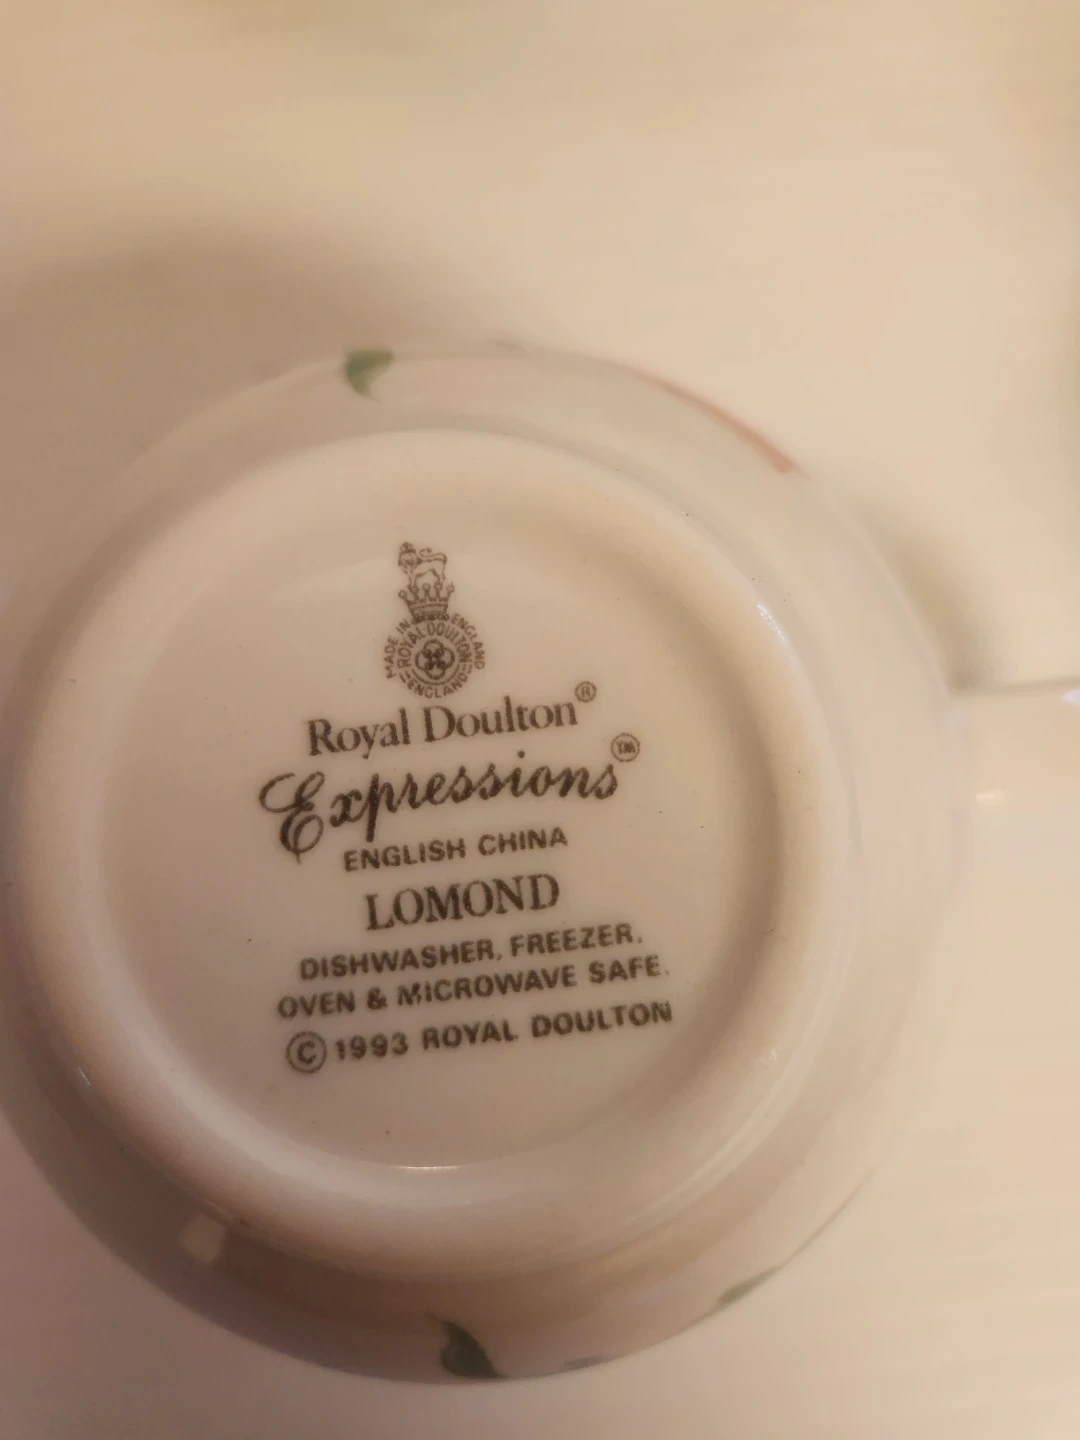 MADE IN ENGLAND
ROYAL DOULTON
ENGLAND
Royal Doulton®
Expressions™
ENGLISH CHINA
LOMOND
DISHWASHER, FREEZER,
OVEN & MICROWAVE SAFE.
© 1993 ROYAL DOULTON